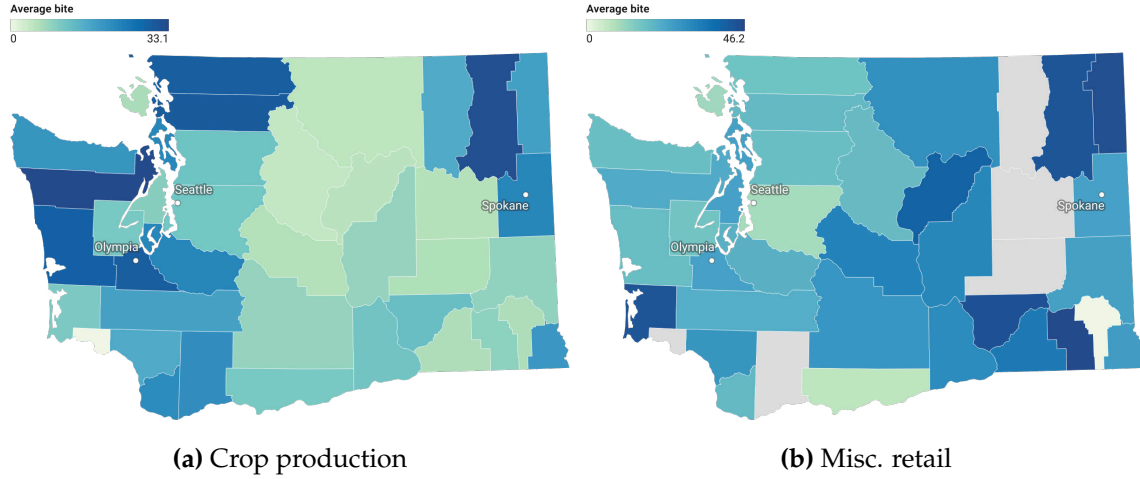 Average bite
0 33.1
Seattle
Spokane
Olympia
(a) Crop production
Average bite
0 46.2
Seattle
Spokane
Olympia
(b) Misc. retail